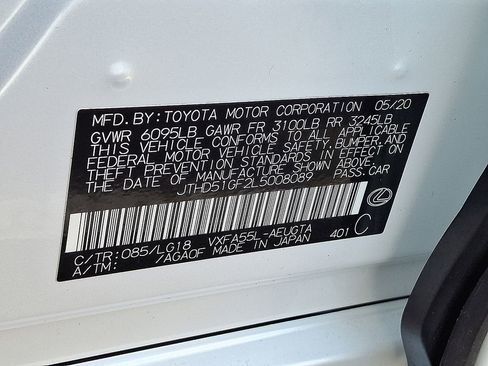 MFD. BY: TOYOTA MOTOR CORPORATION 05/20
GVWR 6095LB GAWR FR 3100LB RR 3245LB
THIS VEHICLE CONFORMS TO ALL APPLICABLE
FEDERAL MOTOR VEHICLE SAFETY, BUMPER, AND
THEFT PREVENTION STANDARDS IN EFFECT ON
THE DATE OF MANUFACTURE SHOWN ABOVE.
JTHD51GF2L5008089 PASS. CAR
C/TR: 085/LG18 VXFA55L-AEUGTA 401 C
A/TM: -/AGA0F MADE IN JAPAN